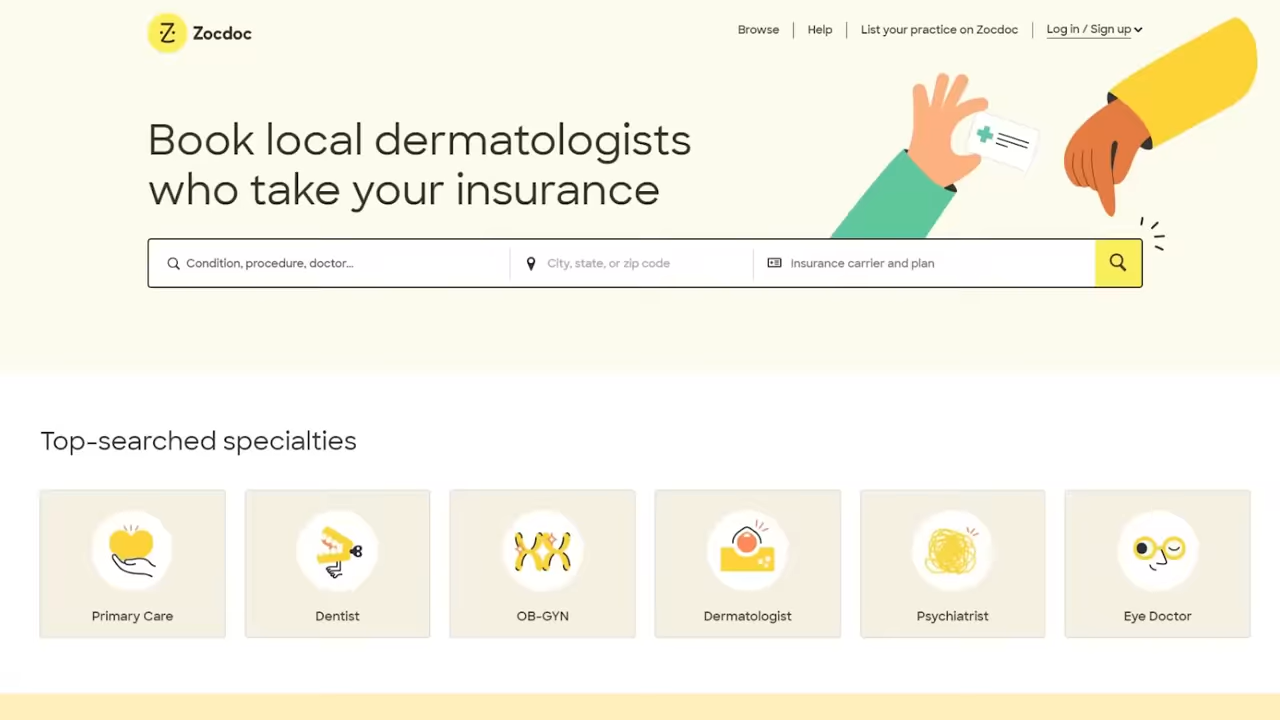 Zocdoc
Browse
Help
List your practice on Zocdoc
Log in / Sign up
Book local dermatologists
who take your insurance
Condition, procedure, doctor...
City, state, or zip code
Insurance carrier and plan
Top-searched specialties
Primary Care
Dentist
OB-GYN
Dermatologist
Psychiatrist
Eye Doctor